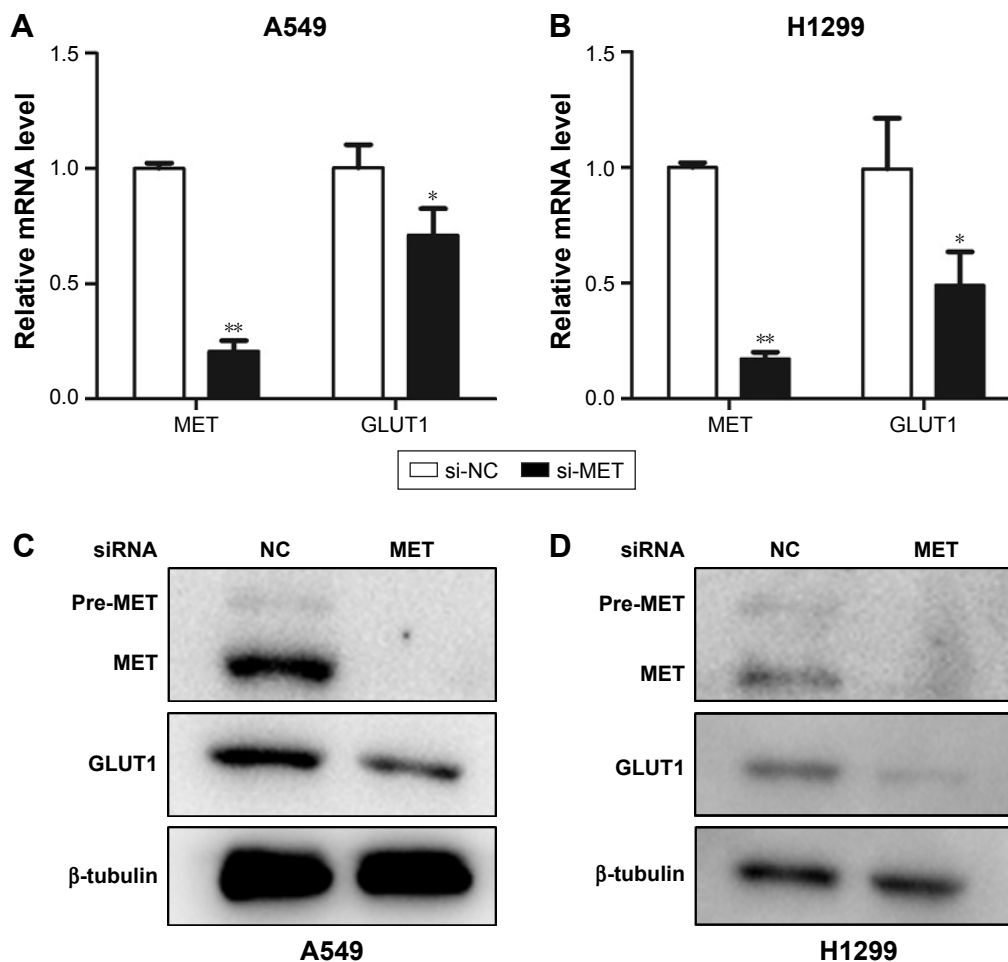 A
A549
Relative mRNA level
1.5
1.0
0.5
0.0
**
*
MET
GLUT1
B
H1299
Relative mRNA level
1.5
1.0
0.5
0.0
**
*
MET
GLUT1
si-NC si-MET
C
siRNA NC MET
Pre-MET
MET
GLUT1
β-tubulin
A549
D
siRNA NC MET
Pre-MET
MET
GLUT1
β-tubulin
H1299